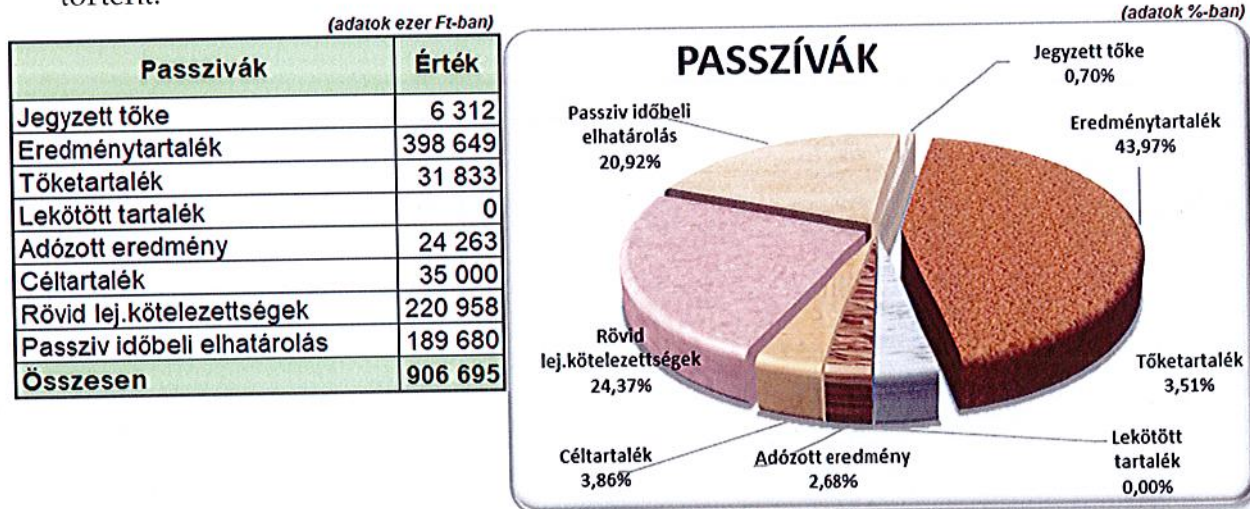 történt.
(adatok ezer Ft-ban)
Passzivák Érték
Jegyzett tőke 6 312
Eredménytartalék 398 649
Tőketartalék 31 833
Lekötött tartalék 0
Adózott eredmény 24 263
Céltartalék 35 000
Rövid lej.kötelezettségek 220 958
Passziv időbeli elhatárolás 189 680
Összesen 906 695
(adatok %-ban)
PASSZÍVÁK
Jegyzett tőke
0,70%
Eredménytartalék
43,97%
Passziv időbeli
elhatárolás
20,92%
Rövid
lej.kötelezettségek
24,37%
Tőketartalék
3,51%
Lekötött
tartalék
0,00%
Céltartalék
3,86%
Adózott eredmény
2,68%